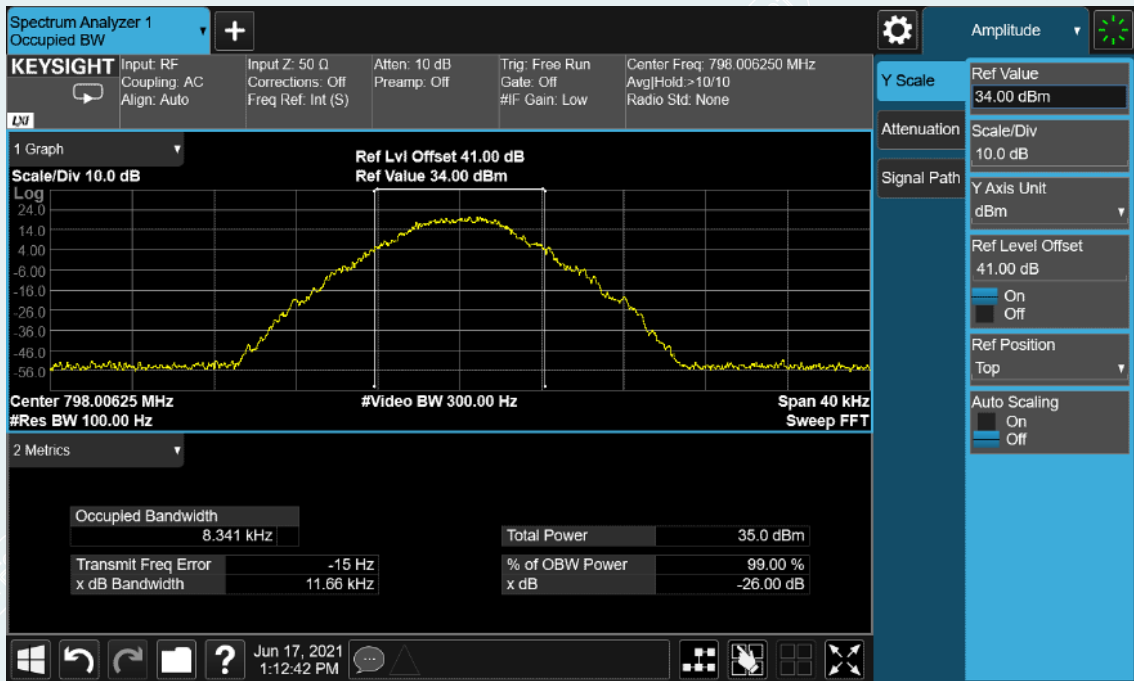 Spectrum Analyzer 1
Occupied BW
+
Amplitude
KEYSIGHT
LXI
Input: RF
Coupling: AC
Align: Auto
Input Z: 50 Ω
Corrections: Off
Freq Ref: Int (S)
Atten: 10 dB
Preamp: Off
Trig: Free Run
Gate: Off
#IF Gain: Low
Center Freq: 798.006250 MHz
Avg|Hold:>10/10
Radio Std: None
1 Graph
Scale/Div 10.0 dB
Ref Lvl Offset 41.00 dB
Ref Value 34.00 dBm
Log
24.0
14.0
4.00
-6.00
-16.0
-26.0
-36.0
-46.0
-56.0
Center 798.00625 MHz
#Video BW 300.00 Hz
Span 40 kHz
#Res BW 100.00 Hz
Sweep FFT
2 Metrics
Occupied Bandwidth
8.341 kHz
Total Power 35.0 dBm
Transmit Freq Error -15 Hz
% of OBW Power 99.00 %
x dB Bandwidth 11.66 kHz
x dB -26.00 dB
?
Jun 17, 2021
1:12:42 PM
Y Scale
Attenuation
Signal Path
Ref Value
34.00 dBm
Scale/Div
10.0 dB
Y Axis Unit
dBm
Ref Level Offset
41.00 dB
On
Off
Ref Position
Top
Auto Scaling
On
Off